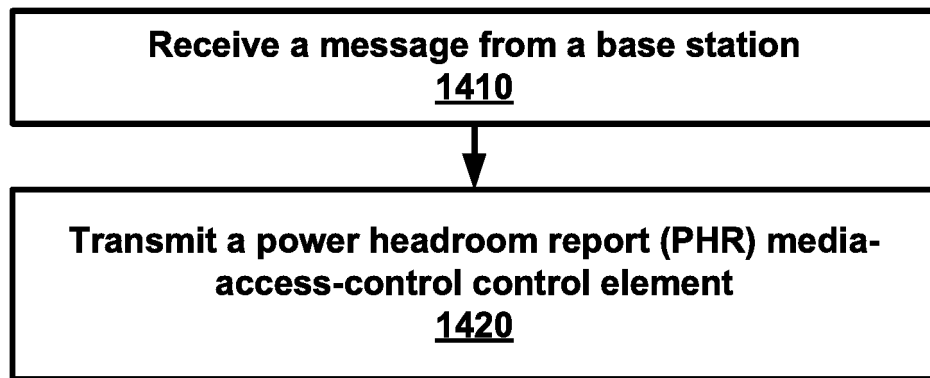 Receive a message from a base station
1410
Transmit a power headroom report (PHR) media-
access-control control element
1420